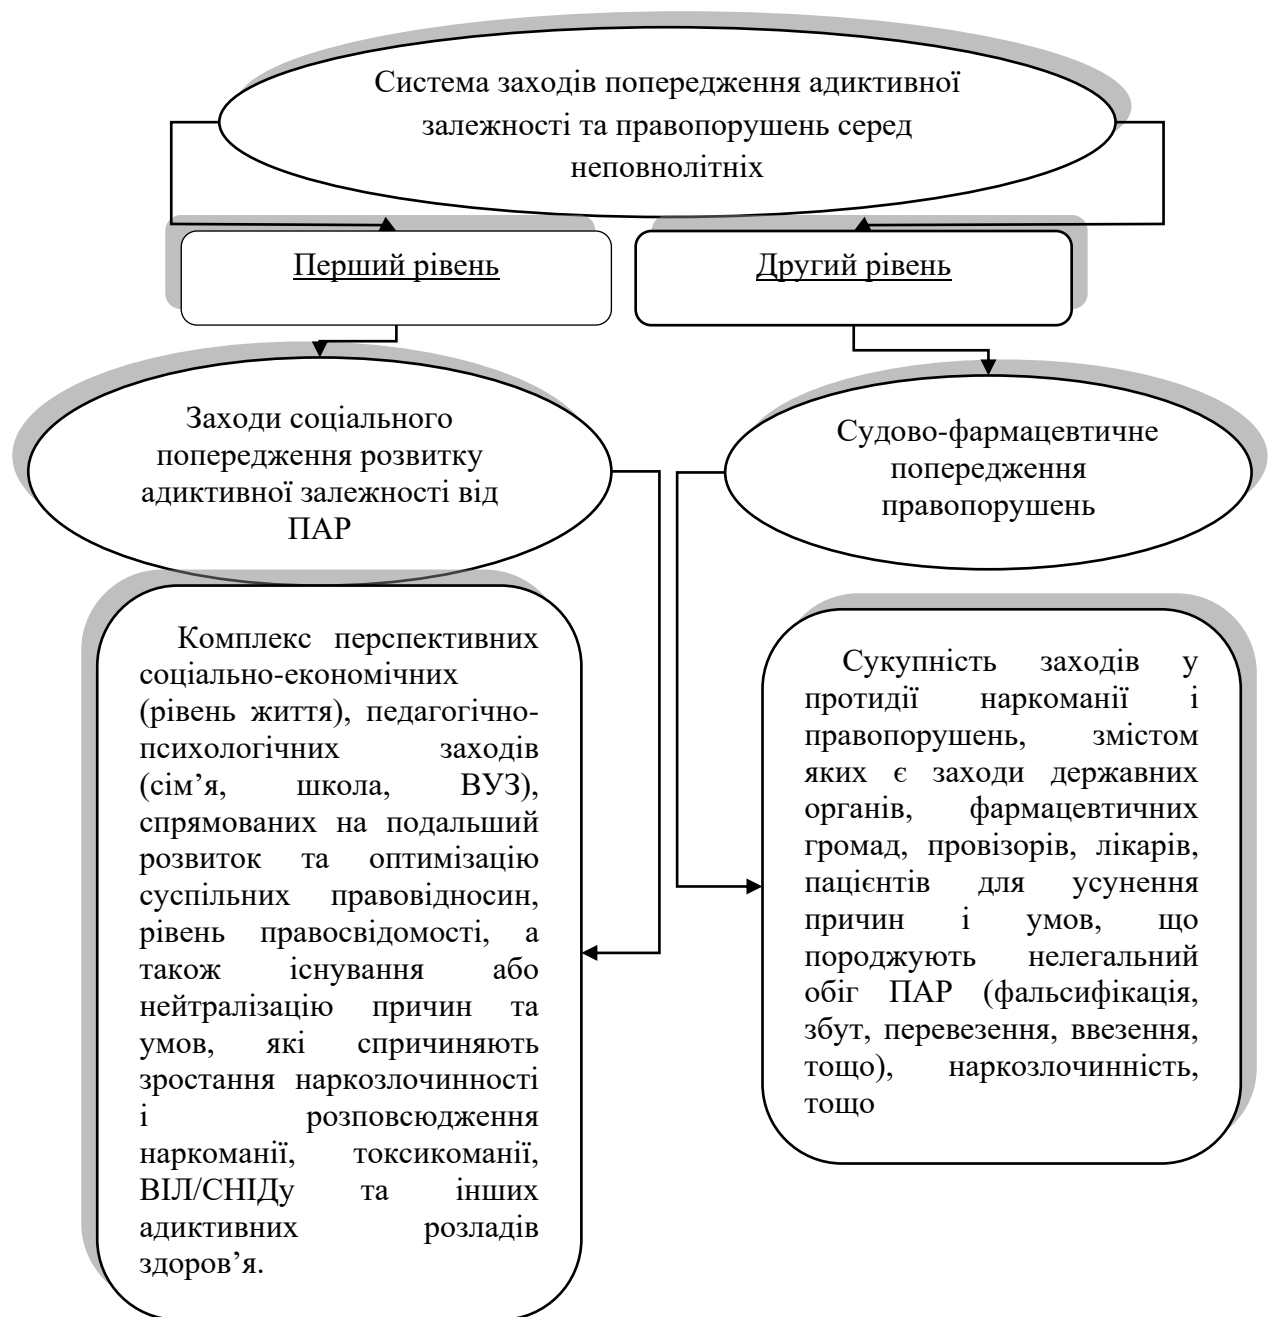 Система заходів попередження адиктивної
залежності та правопорушень серед
неповнолітніх
Перший рівень
Другий рівень
Заходи соціального
попередження розвитку
адиктивної залежності від
ПАР
Судово-фармацевтичне
попередження
правопорушень
Комплекс перспективних
соціально-економічних
(рівень життя), педагогічно-
психологічних заходів
(сім’я, школа, ВУЗ),
спрямованих на подальший
розвиток та оптимізацію
суспільних правовідносин,
рівень правосвідомості, а
також існування або
нейтралізацію причин та
умов, які спричиняють
зростання наркозлочинності
і розповсюдження
наркоманії, токсикоманії,
ВІЛ/СНІДу та інших
адиктивних розладів
здоров’я.
Сукупність заходів у
протидії наркоманії і
правопорушень, змістом
яких є заходи державних
органів, фармацевтичних
громад, провізорів, лікарів,
пацієнтів для усунення
причин і умов, що
породжують нелегальний
обіг ПАР (фальсифікація,
збут, перевезення, ввезення,
тощо), наркозлочинність,
тощо